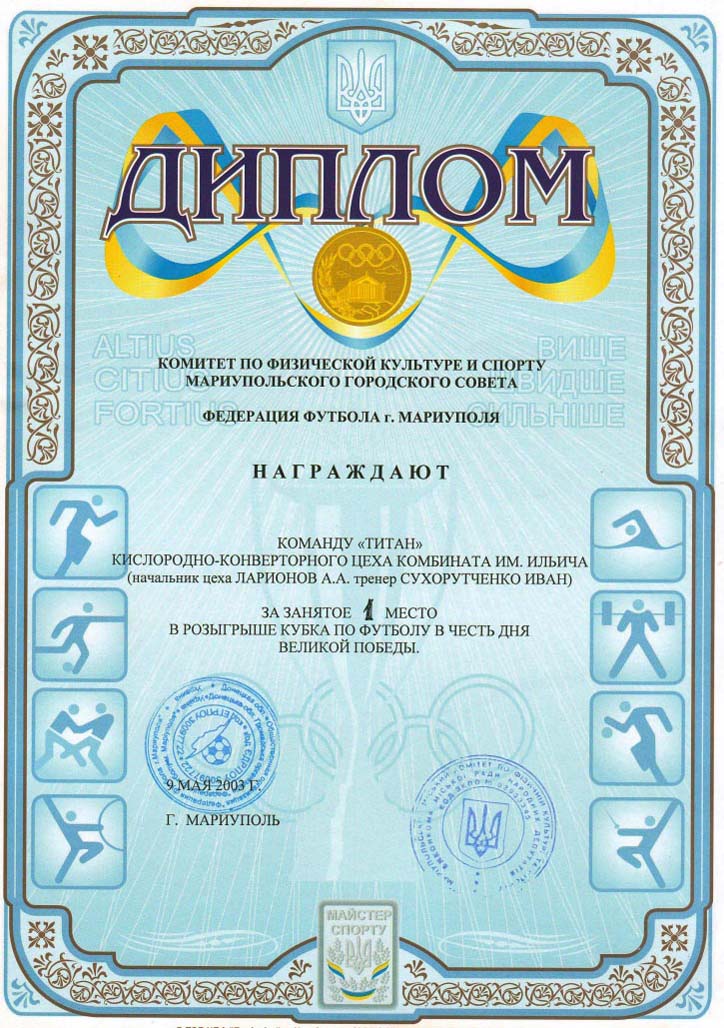 ДИПЛОМ
ALTIUS ВИЩЕ
CITIUS ШВИДШЕ
FORTIUS СИЛЬНІШЕ
КОМИТЕТ ПО ФИЗИЧЕСКОЙ КУЛЬТУРЕ И СПОРТУ
МАРИУПОЛЬСКОГО ГОРОДСКОГО СОВЕТА
ФЕДЕРАЦИЯ ФУТБОЛА г. МАРИУПОЛЯ
НАГРАЖДАЮТ
КОМАНДУ «ТИТАН»
КИСЛОРОДНО-КОНВЕРТОРНОГО ЦЕХА КОМБИНАТА ИМ. ИЛЬИЧА
(начальник цеха ЛАРИОНОВ А.А. тренер СУХОРУТЧЕНКО ИВАН)
ЗА ЗАНЯТОЕ 1 МЕСТО
В РОЗЫГРЫШЕ КУБКА ПО ФУТБОЛУ В ЧЕСТЬ ДНЯ
ВЕЛИКОЙ ПОБЕДЫ.
9 МАЯ 2003 Г.
Г. МАРИУПОЛЬ
МАЙСТЕР
СПОРТУ